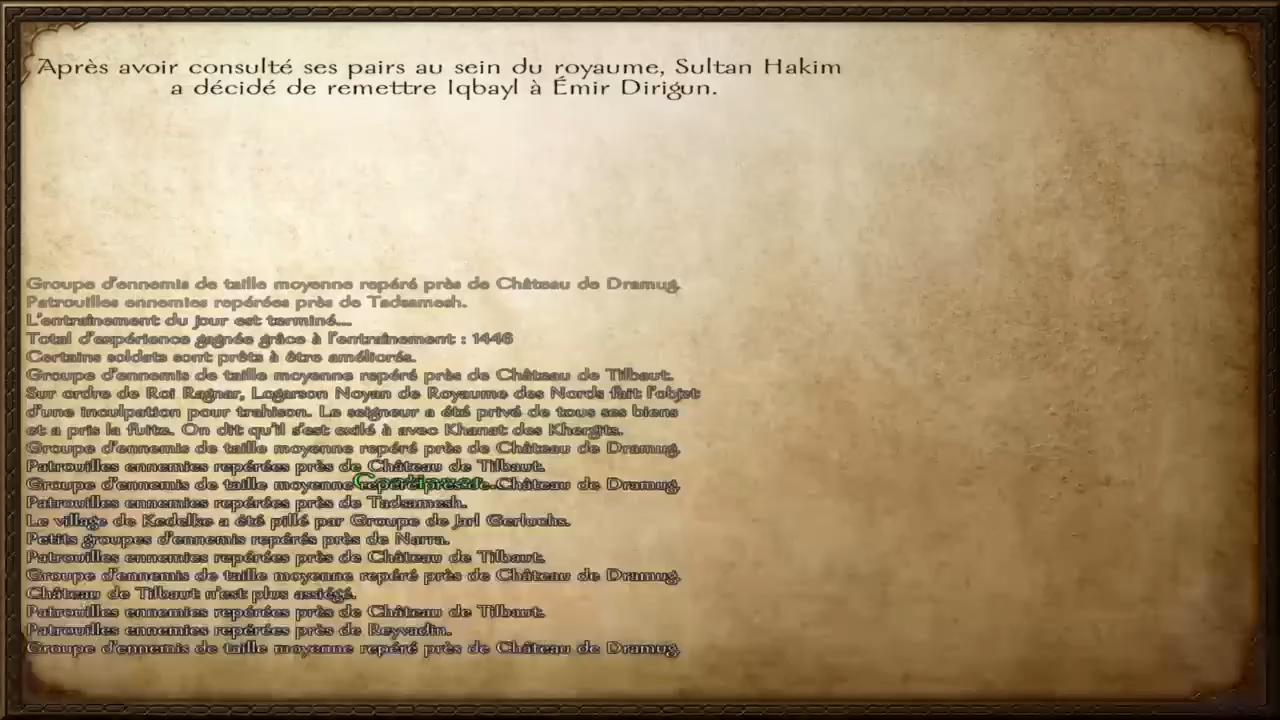 Après avoir consulté ses pairs au sein du royaume, Sultan Hakim
a décidé de remettre Iqbayl à Émir Dirigun.
Groupe d'ennemis de taille moyenne repéré près de Château de Dramug.
Patrouilles ennemies repérées près de Tadsamesh.
L'entraînement du jour est terminé...
Total d'expérience gagnée grâce à l'entraînement : 1446
Certains soldats sont prêts à être améliorés.
Groupe d'ennemis de taille moyenne repéré près de Château de Tilbaut.
Sur ordre de Roi Ragnar, Logarson Noyan de Royaume des Nords fait l'objet
d'une inculpation pour trahison. Le seigneur a été privé de tous ses biens
et a pris la fuite. On dit qu'il s'est exilé à avec Khanat des Khergits.
Groupe d'ennemis de taille moyenne repéré près de Château de Dramug.
Patrouilles ennemies repérées près de Château de Tilbaut.
Groupe d'ennemis de taille moyenne repéré près de Château de Dramug.
Continuer...
Patrouilles ennemies repérées près de Tadsamesh.
Le village de Kedelke a été pillé par Groupe de Jarl Gerluchs.
Petits groupes d'ennemis repérés près de Narra.
Patrouilles ennemies repérées près de Château de Tilbaut.
Groupe d'ennemis de taille moyenne repéré près de Château de Dramug.
Château de Tilbaut n'est plus assiégé.
Patrouilles ennemies repérées près de Château de Tilbaut.
Patrouilles ennemies repérées près de Reyvadin.
Groupe d'ennemis de taille moyenne repéré près de Château de Dramug.